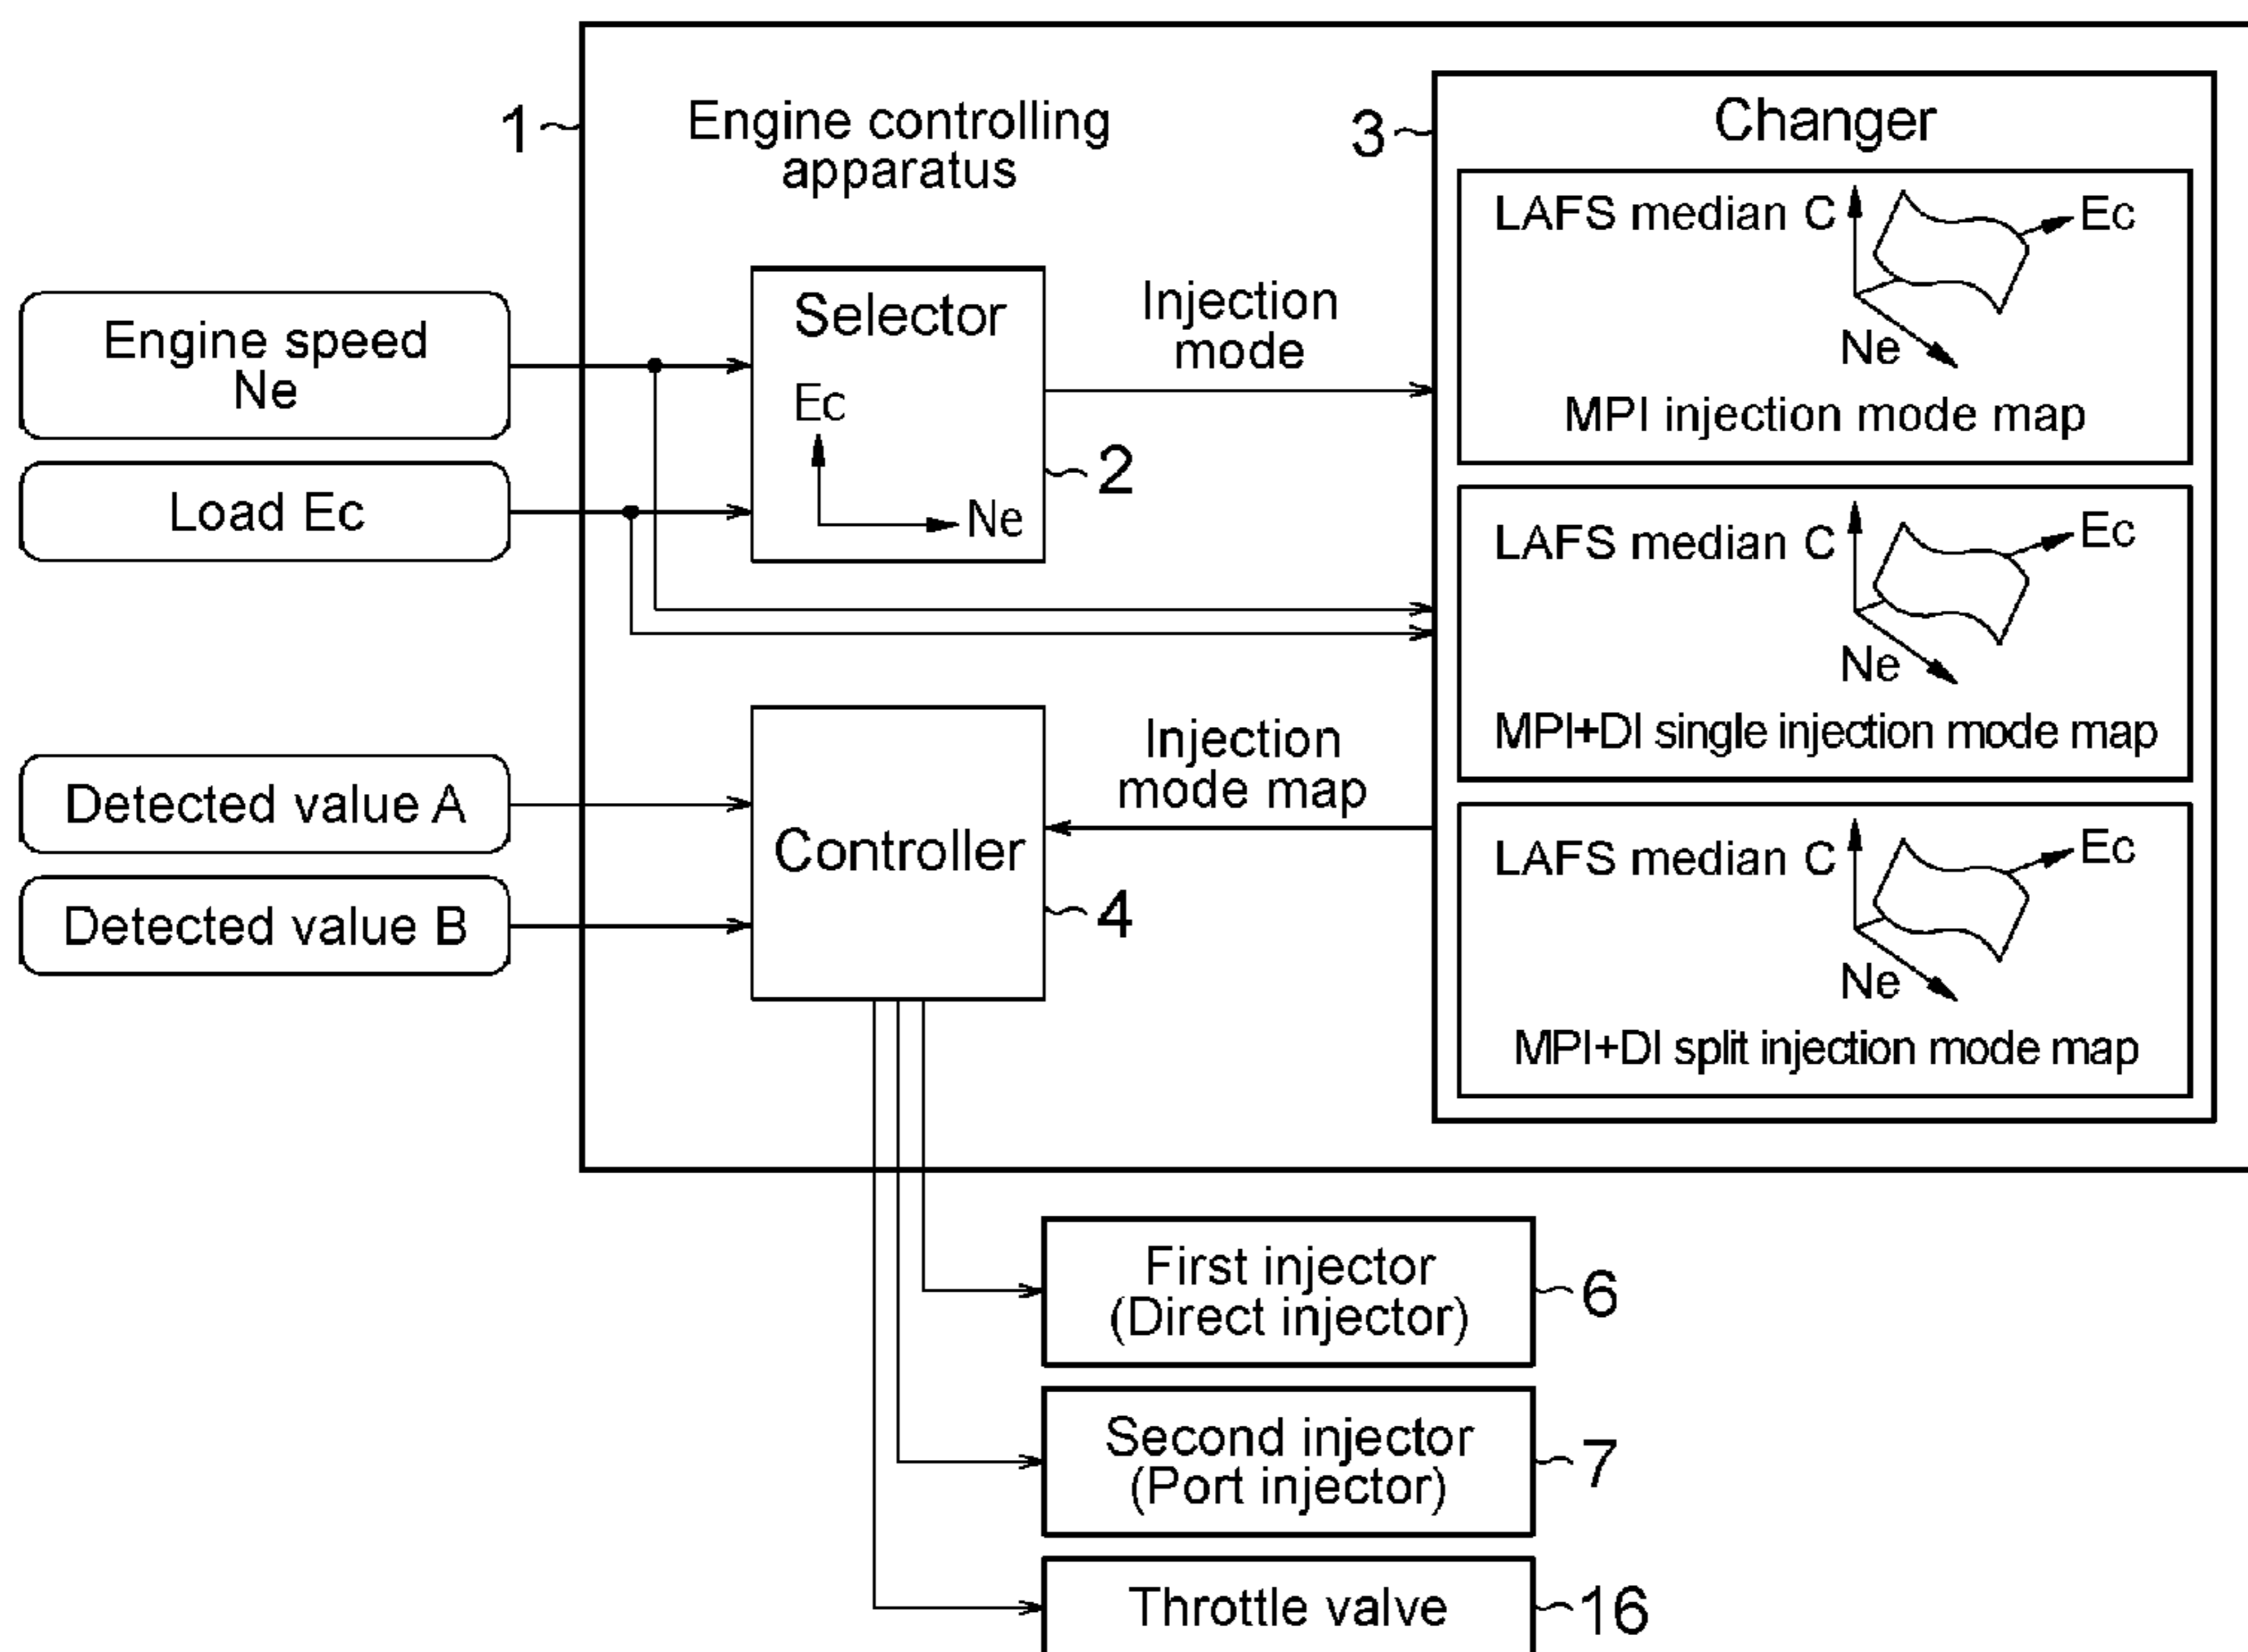 1
Engine controlling
apparatus
3
Changer
LAFS median C
Ec
Ne
MPI injection mode map
Engine speed
Ne
Load Ec
Selector
Ec
Ne
2
Injection
mode
LAFS median C
Ec
Ne
MPI+DI single injection mode map
Detected value A
Detected value B
Controller
4
Injection
mode map
LAFS median C
Ec
Ne
MPI+DI split injection mode map
First injector
(Direct injector)
6
Second injector
(Port injector)
7
Throttle valve
16